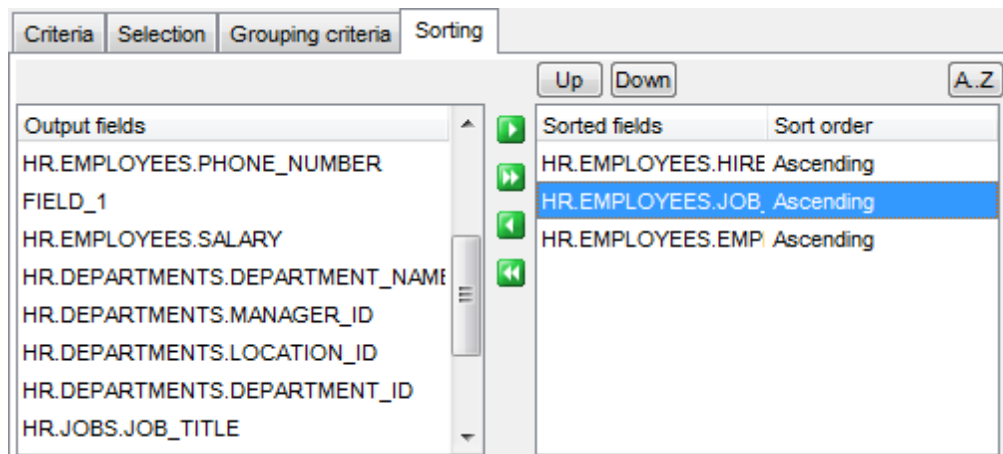 Criteria Selection Grouping criteria Sorting
Up Down A..Z
Output fields
HR.EMPLOYEES.PHONE_NUMBER
FIELD_1
HR.EMPLOYEES.SALARY
HR.DEPARTMENTS.DEPARTMENT_NAME
HR.DEPARTMENTS.MANAGER_ID
HR.DEPARTMENTS.LOCATION_ID
HR.DEPARTMENTS.DEPARTMENT_ID
HR.JOBS.JOB_TITLE
Sorted fields Sort order
HR.EMPLOYEES.HIRE Ascending
HR.EMPLOYEES.JOB_ Ascending
HR.EMPLOYEES.EMPI Ascending